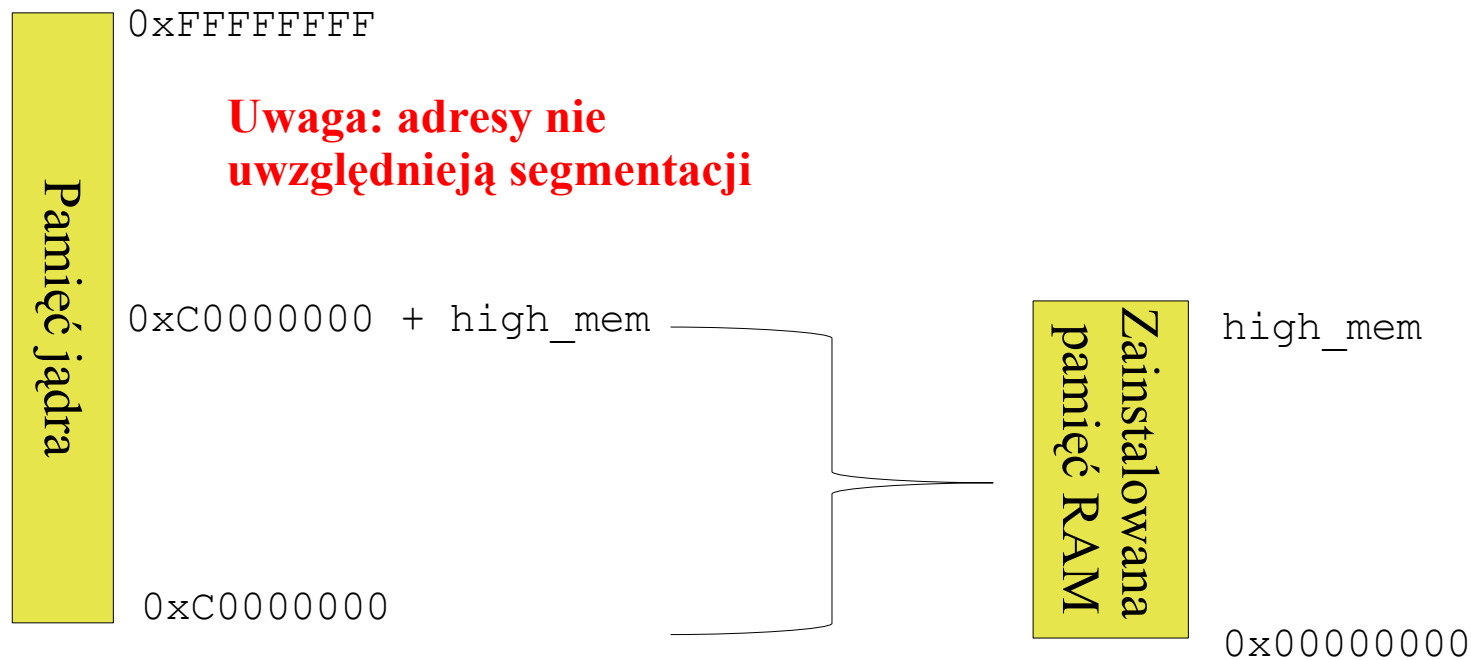 0xFFFFFFFF
Uwaga: adresy nie
uwzględnieją segmentacji
Pamięć jądra
0xC0000000 + high_mem
0xC0000000
Zainstalowana
pamięć RAM
high_mem
0x00000000